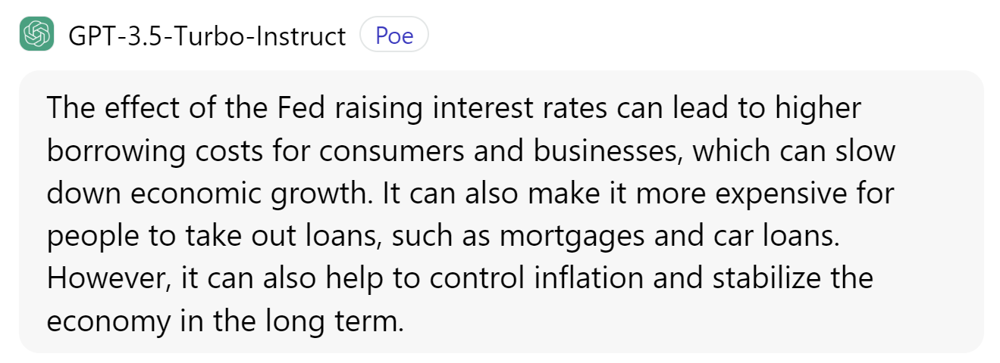 GPT-3.5-Turbo-Instruct Poe
The effect of the Fed raising interest rates can lead to higher
borrowing costs for consumers and businesses, which can slow
down economic growth. It can also make it more expensive for
people to take out loans, such as mortgages and car loans.
However, it can also help to control inflation and stabilize the
economy in the long term.